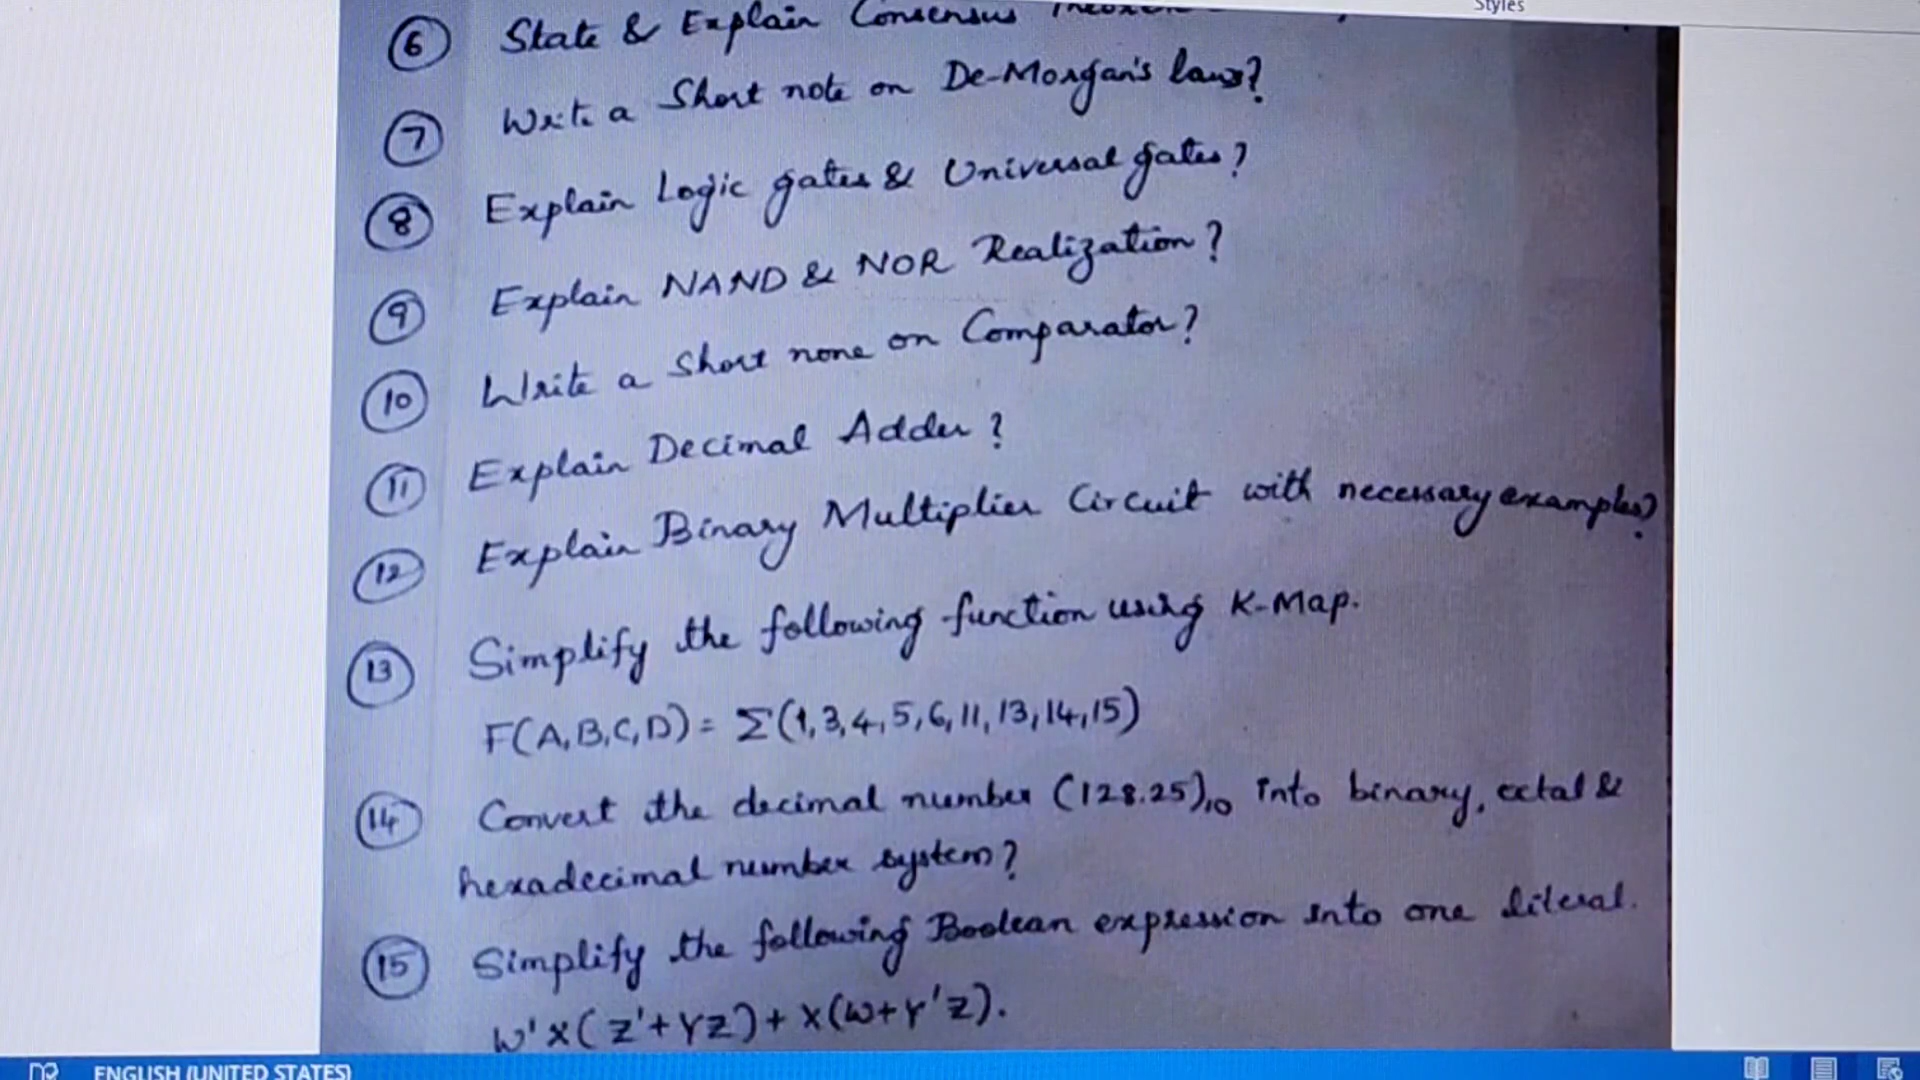 Styles
6 State & Explain Consensus
7 Write a Short note on De-Morgan's laws?
8 Explain Logic gates & Universal gates?
9 Explain NAND & NOR Realization?
10 Write a short none on Comparator?
11 Explain Decimal Adder?
12 Explain Binary Multiplier Circuit with necessary examples?
13 Simplify the following function using K-Map.
F(A,B,C,D) = Σ(1,3,4,5,6,11,13,14,15)
14 Convert the decimal number (128.25)10 into binary, octal &
hexadecimal number system?
15 Simplify the following Boolean expression into one literal.
W'X(Z'+YZ)+X(W+Y'Z).
ENGLISH (UNITED STATES)